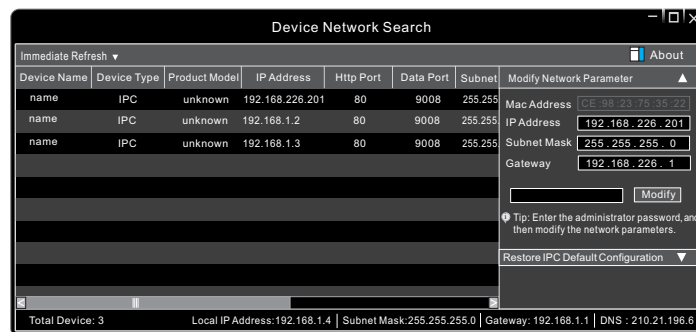 Device Network Search
Immediate Refresh ▼ About
Device Name Device Type Product Model IP Address Http Port Data Port Subnet
name IPC unknown 192.168.226.201 80 9008 255.255
name IPC unknown 192.168.1.2 80 9008 255.255.
name IPC unknown 192.168.1.3 80 9008 255.255.
Modify Network Parameter ▲
Mac Address CE:98:23:75:35:22
IP Address 192.168.226.201
Subnet Mask 255.255.255.0
Gateway 192.168.226.1
Modify
Tip: Enter the administrator password, and
then modify the network parameters.
Restore IPC Default Configuration ▼
Total Device: 3 Local IP Address:192.168.1.4 Subnet Mask:255.255.255.0 Gateway: 192.168.1.1 DNS : 210.21.196.6